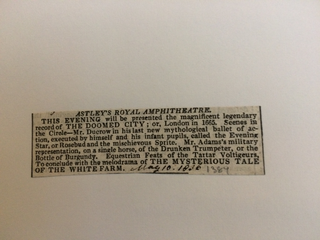 ASTLEY'S ROYAL AMPHITHEATRE.
THIS EVENING will be presented the magnificent legendary
record of THE DOOMED CITY; or, London in 1665. Scenes in
the Circle—Mr. Ducrow in his last new mythological ballet of ac-
tion, executed by himself and his infant pupils, called the Evening
Star, or Rosebud and the mischievous Sprite. Mr. Adams's military
representation, on a single horse, of the Drunken Trumpeter, or the
Bottle of Burgundy. Equestrian Feats of the Tartar Voltigeurs,
To conclude with the melodrama of THE MYSTERIOUS TALE
OF THE WHITE FARM. May 10. 1836